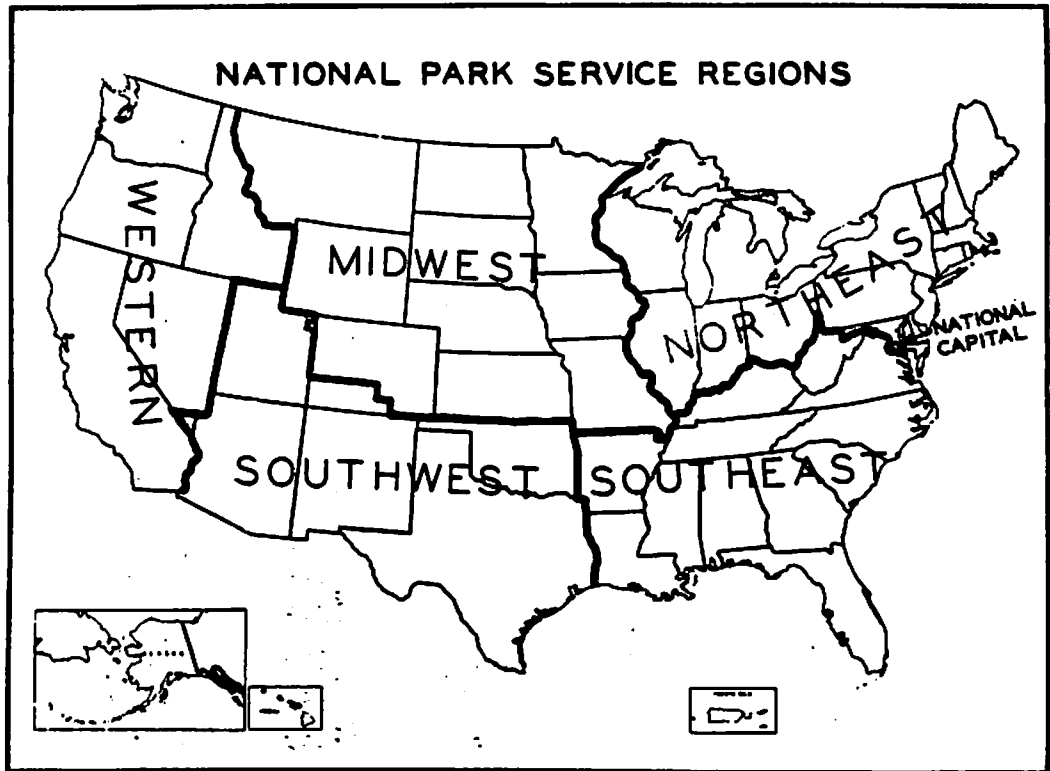 NATIONAL PARK SERVICE REGIONS
WESTERN
MIDWEST
NORTHEAST
NATIONAL
CAPITAL
SOUTHWEST
SOUTHEAST